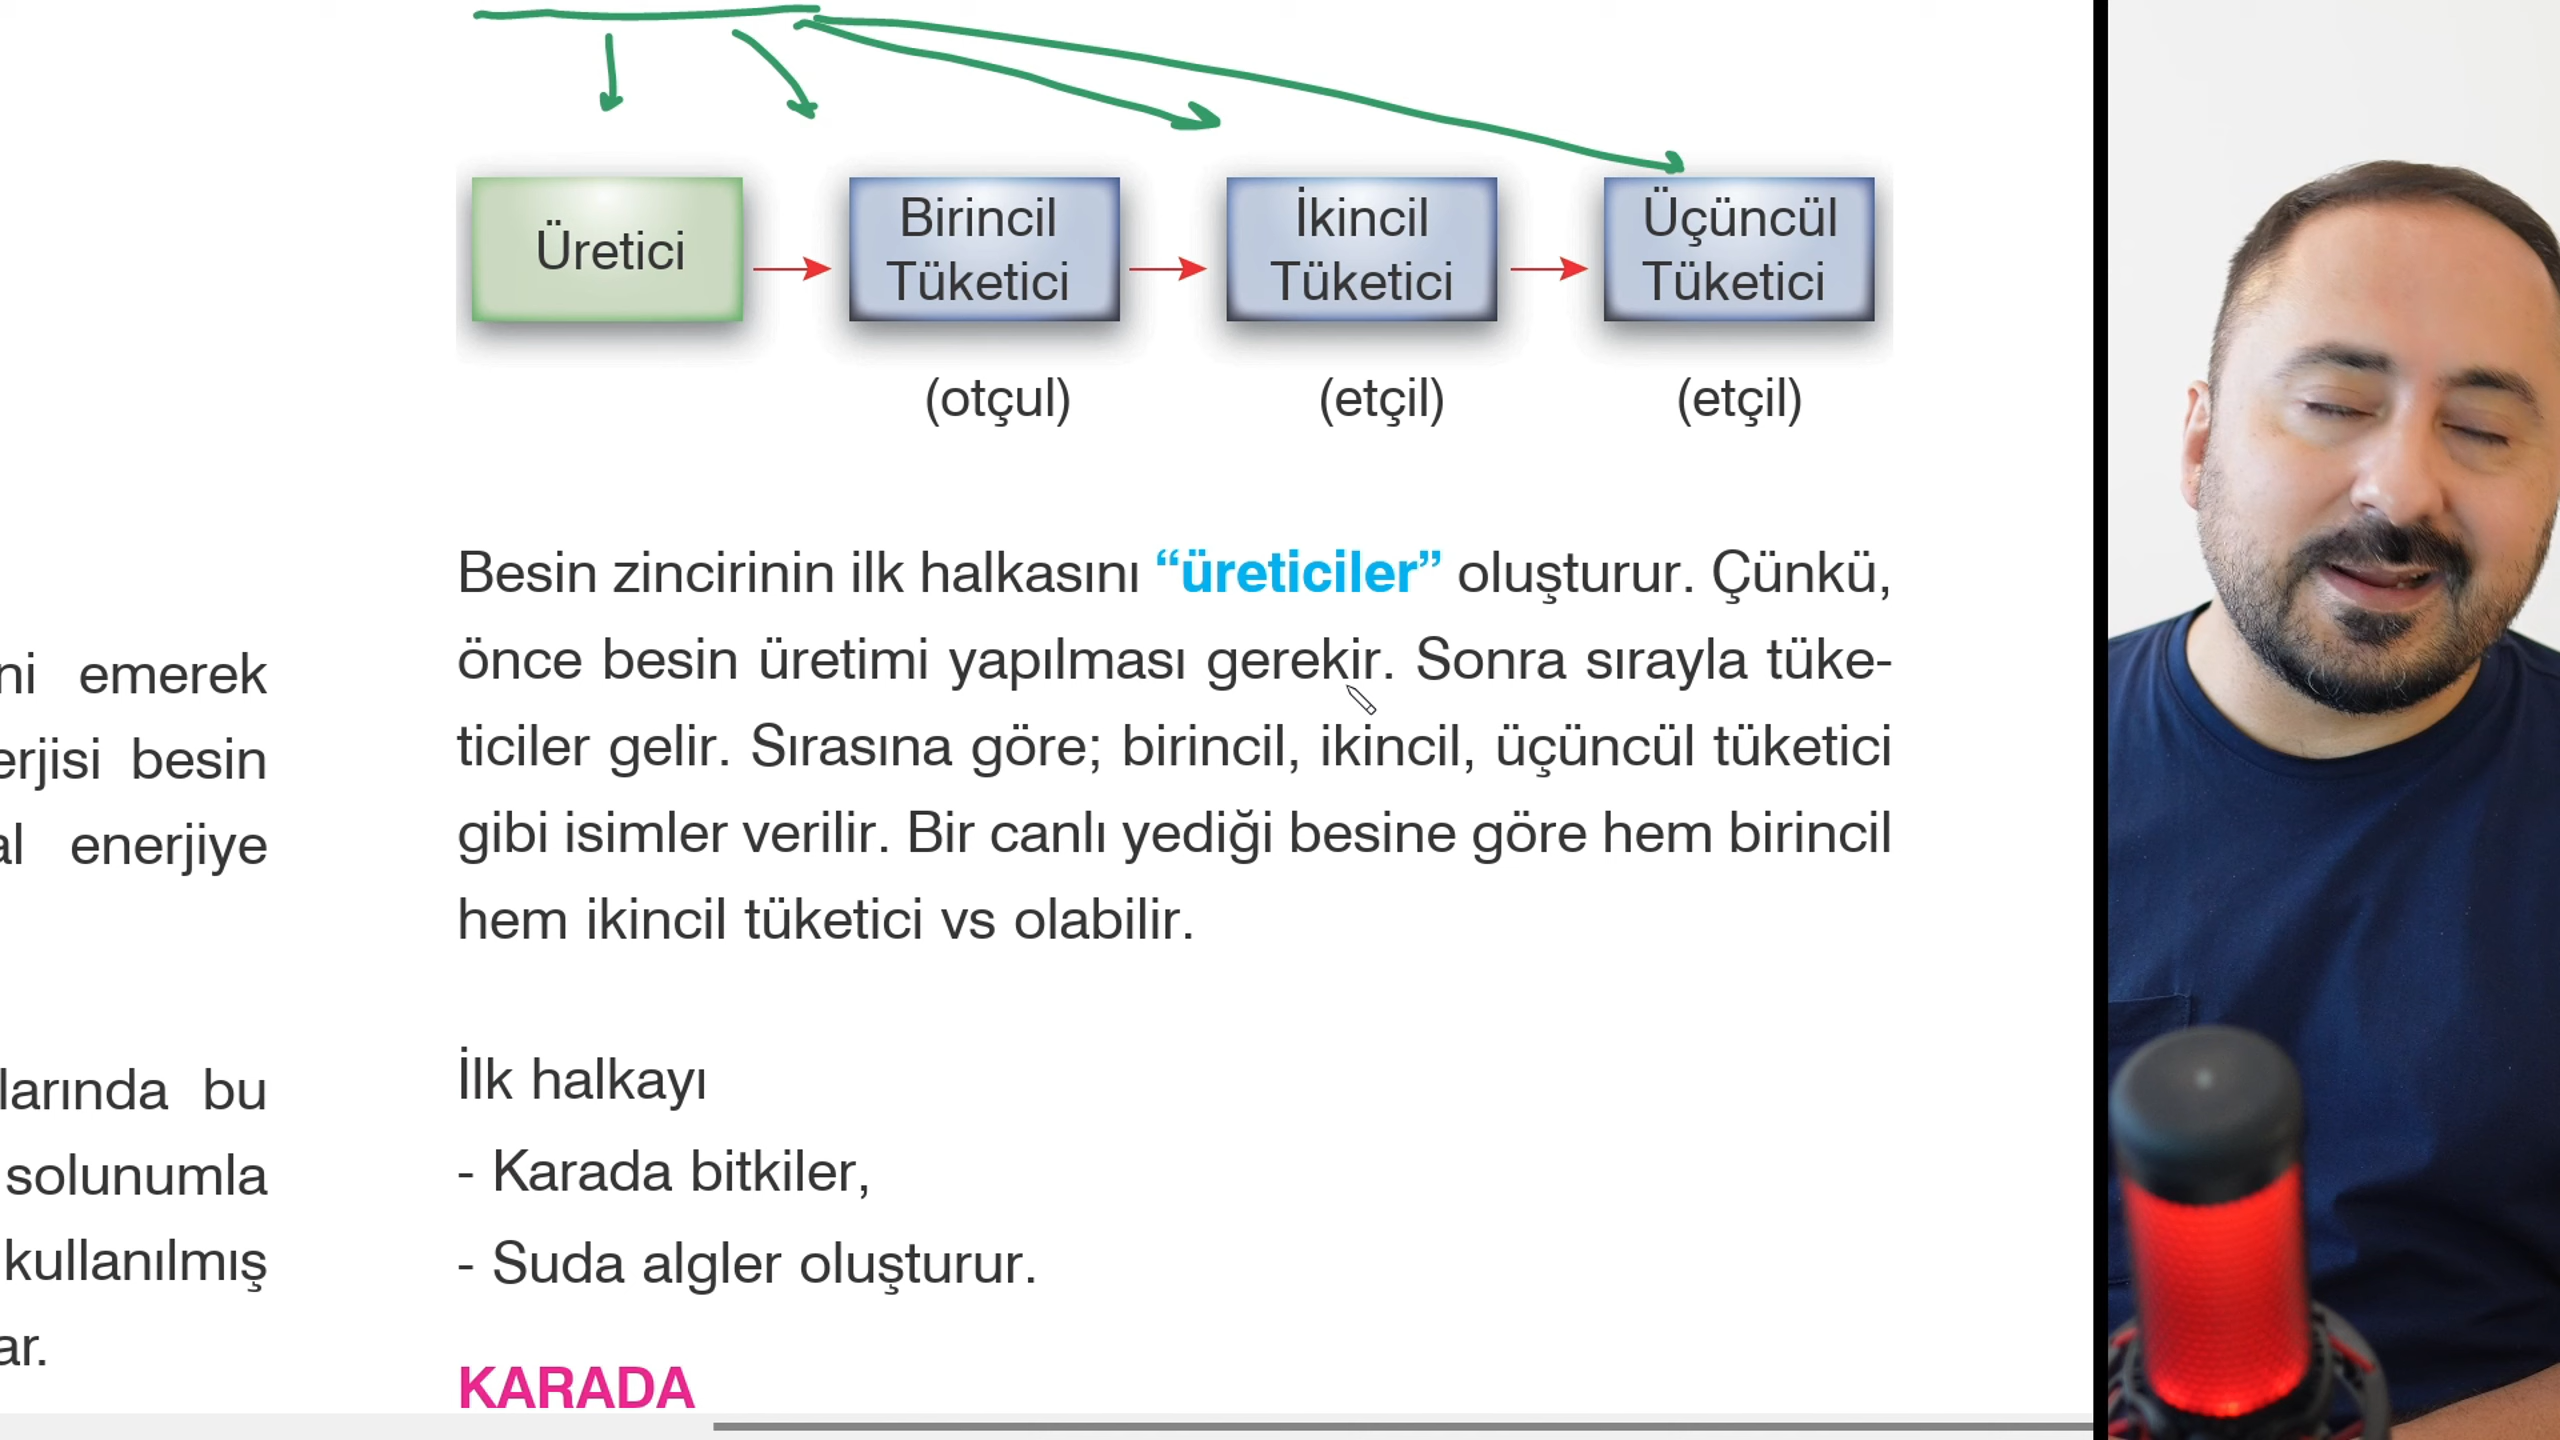 Üretici
Birincil
Tüketici
İkincil
Tüketici
Üçüncül
Tüketici
(otçul)
(etçil)
(etçil)
ni emerek
erjisi besin
al enerjiye
larında bu
solunumla
kullanılmış
ar.
Besin zincirinin ilk halkasını “üreticiler” oluşturur. Çünkü,
önce besin üretimi yapılması gerekir. Sonra sırayla tüke-
ticiler gelir. Sırasına göre; birincil, ikincil, üçüncül tüketici
gibi isimler verilir. Bir canlı yediği besine göre hem birincil
hem ikincil tüketici vs olabilir.
İlk halkayı
- Karada bitkiler,
- Suda algler oluşturur.
KARADA